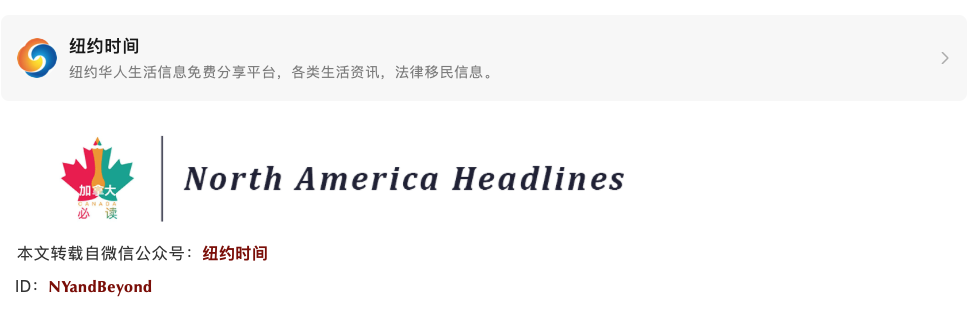 纽约时间
纽约华人生活信息免费分享平台，各类生活资讯，法律移民信息。
North America Headlines
加拿大
CANADA
必 读
本文转载自微信公众号：纽约时间
ID：NYandBeyond